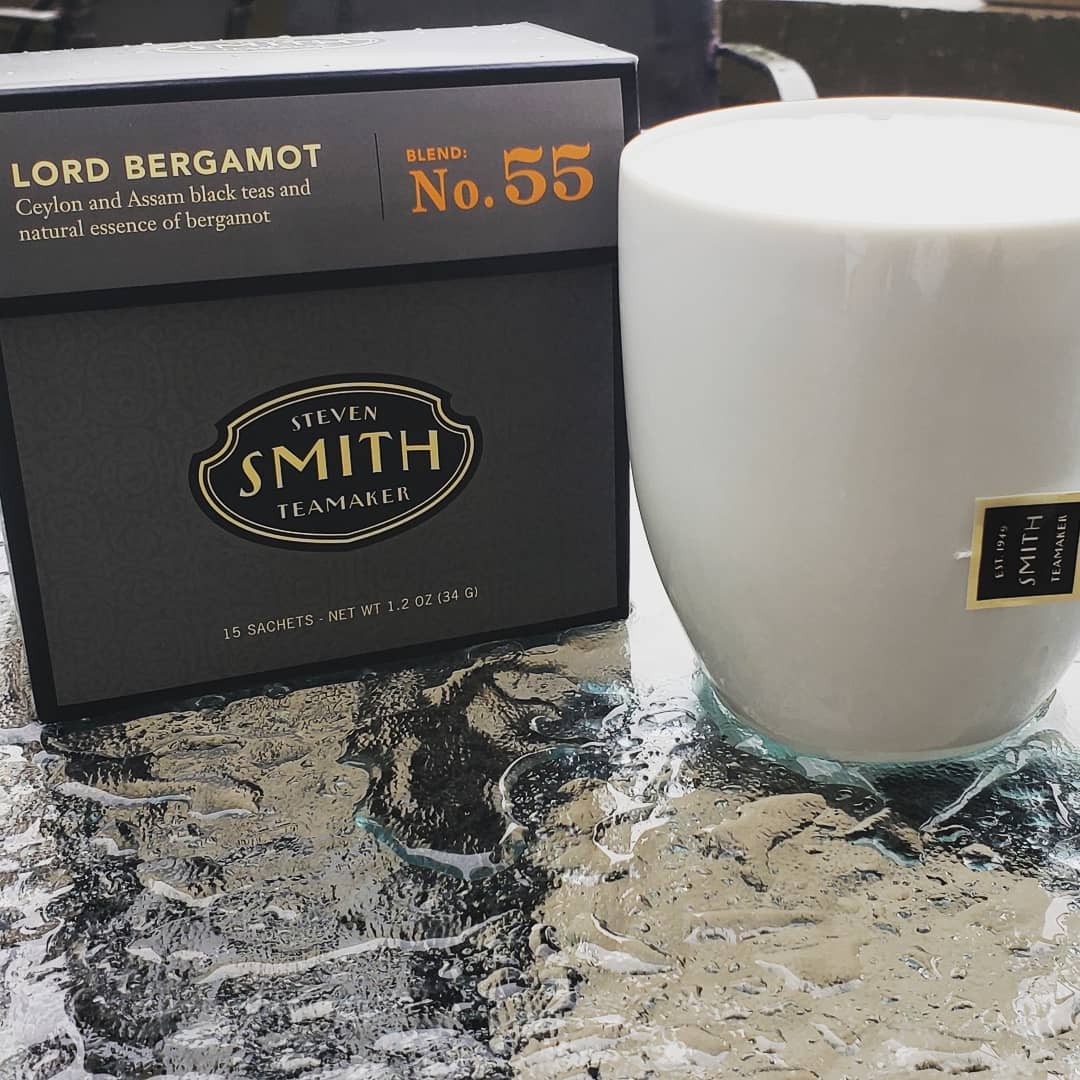 LORD BERGAMOT
Ceylon and Assam black teas and
natural essence of bergamot
BLEND:
No. 55
STEVEN
SMITH
TEAMAKER
15 SACHETS - NET WT 1.2 OZ (34 G)
EST. 1949
SMITH
TEAMAKER